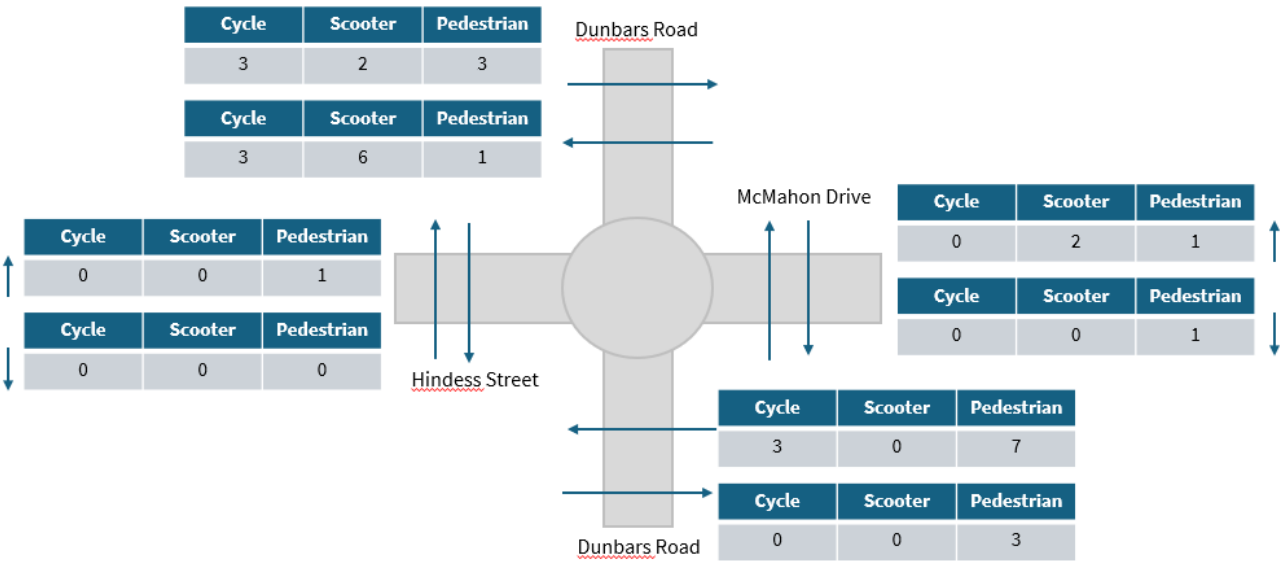 Cycle Scooter Pedestrian
3 2 3
Cycle Scooter Pedestrian
3 6 1
Dunbars Road
McMahon Drive
Cycle Scooter Pedestrian
0 2 1
Cycle Scooter Pedestrian
0 0 1
Cycle Scooter Pedestrian
0 0 1
Cycle Scooter Pedestrian
0 0 0
Hindess Street
Cycle Scooter Pedestrian
3 0 7
Cycle Scooter Pedestrian
0 0 3
Dunbars Road